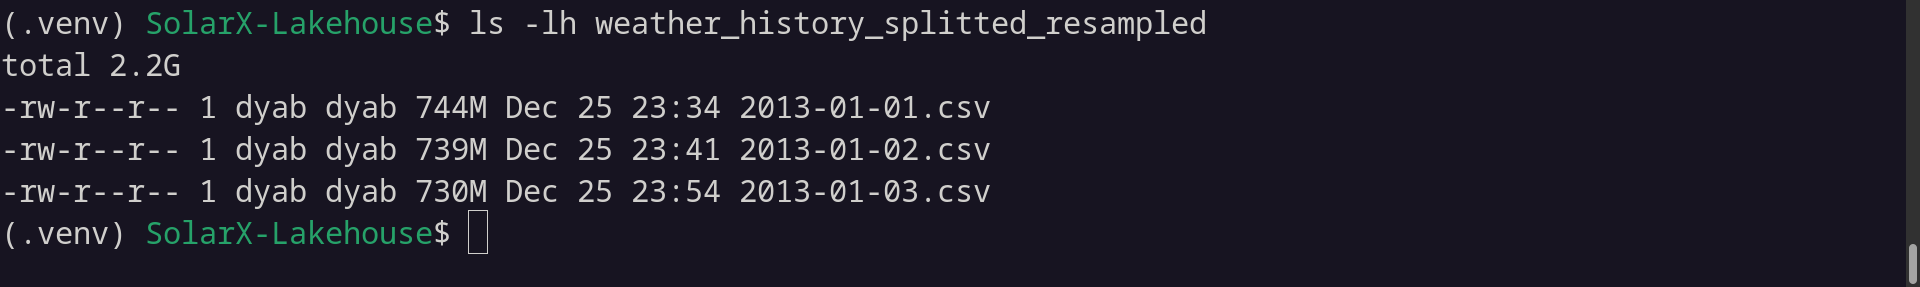 (.venv) SolarX-Lakehouse$ ls -lh weather_history_splitted_resampled
total 2.2G
-rw-r--r-- 1 dyab dyab 744M Dec 25 23:34 2013-01-01.csv
-rw-r--r-- 1 dyab dyab 739M Dec 25 23:41 2013-01-02.csv
-rw-r--r-- 1 dyab dyab 730M Dec 25 23:54 2013-01-03.csv
(.venv) SolarX-Lakehouse$